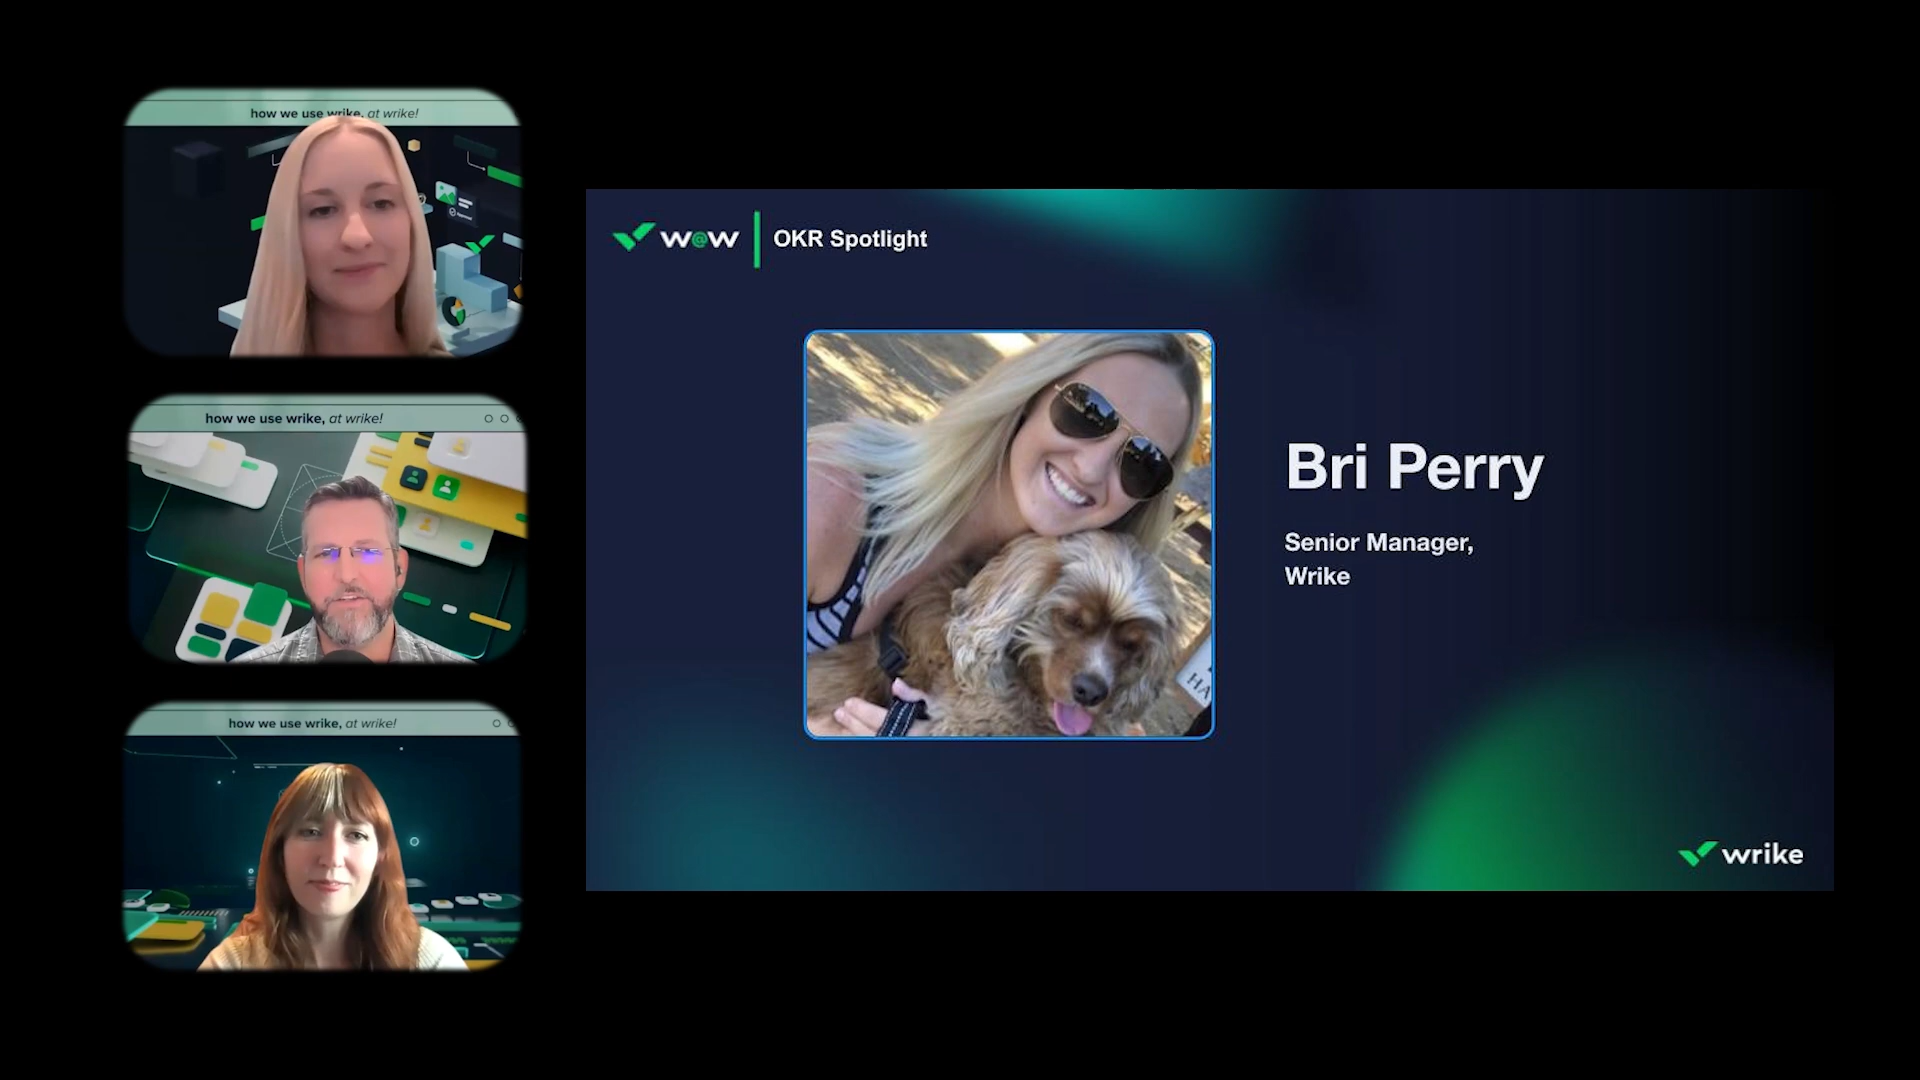 how we use wrike, at wrike!
how we use wrike, at wrike!
how we use wrike, at wrike!
w@w
OKR Spotlight
Bri Perry
Senior Manager,
Wrike
HA
wrike